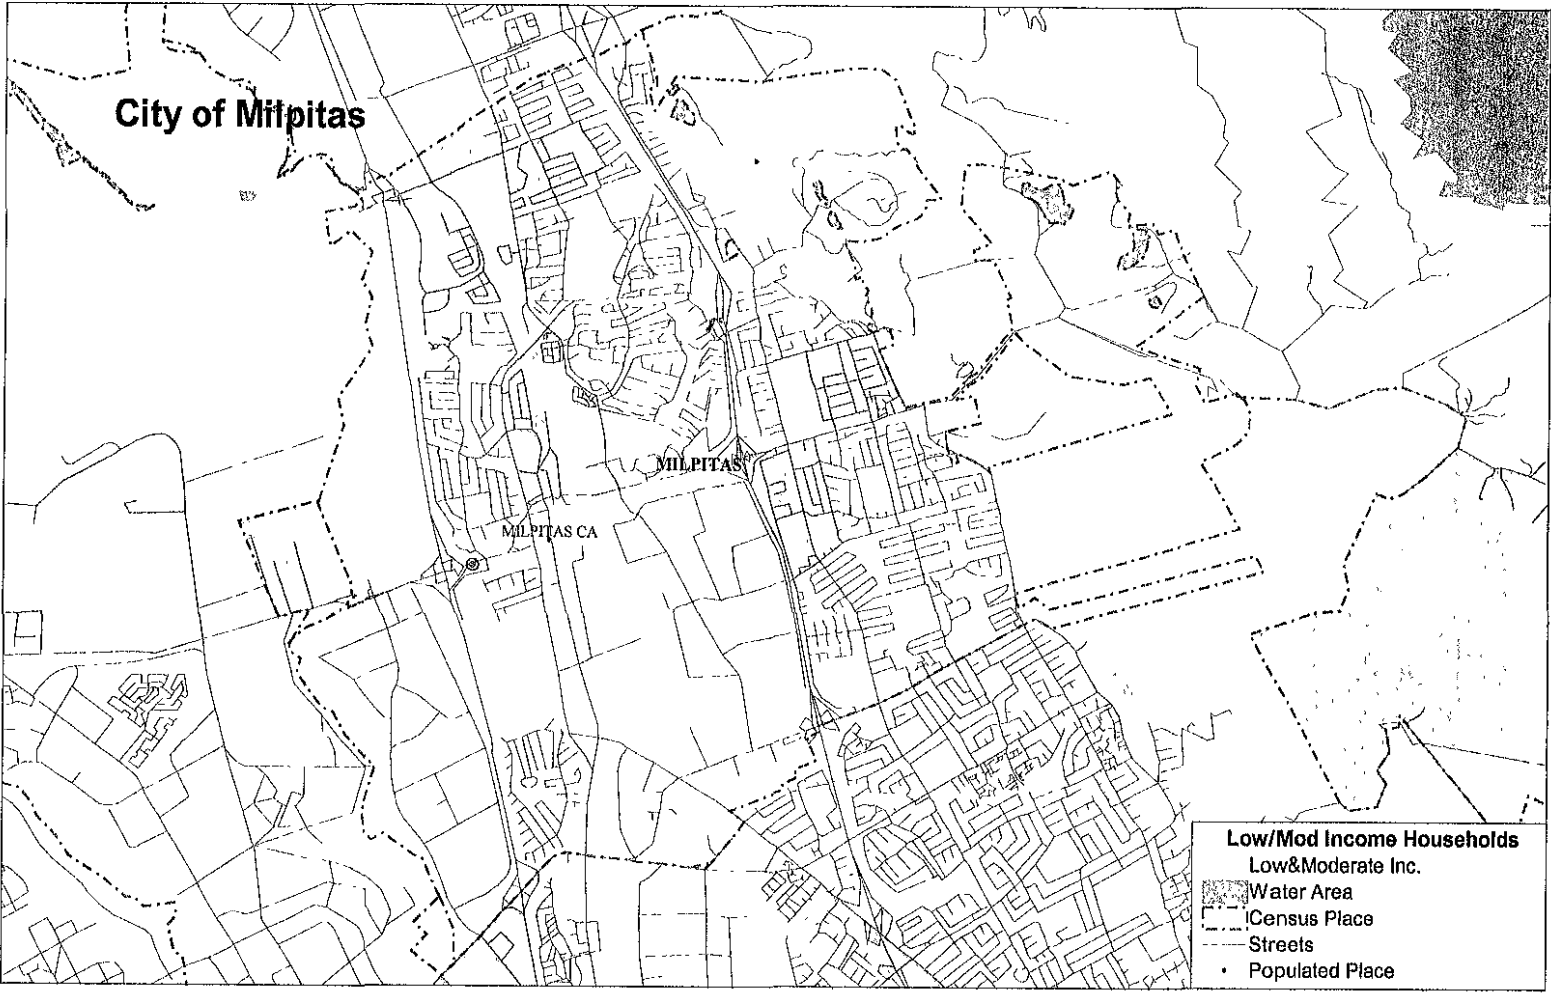 City of Milpitas
MILPITAS
MILPITAS CA
Low/Mod Income Households
Low&Moderate Inc.
Water Area
Census Place
Streets
Populated Place